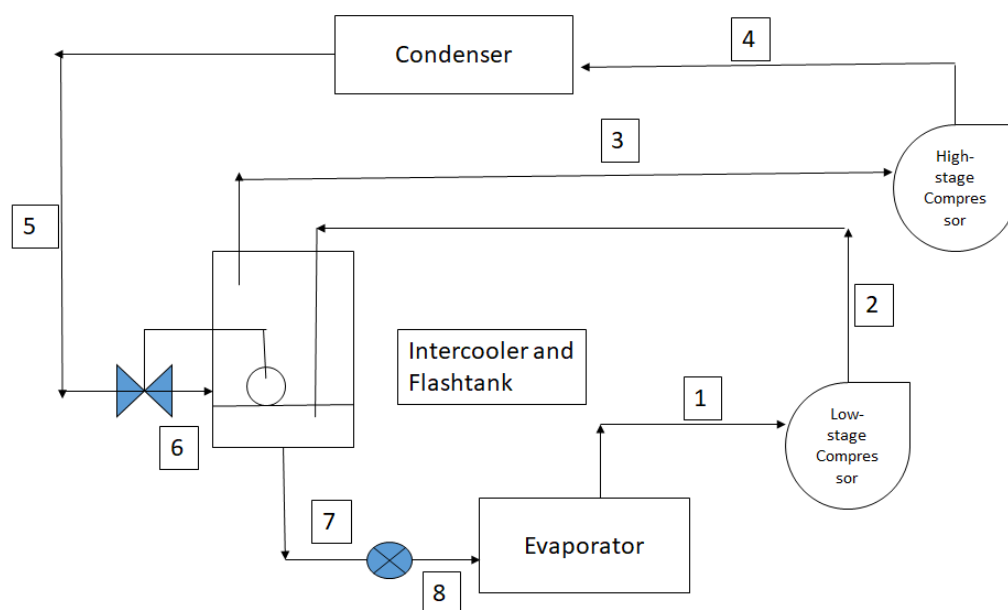 Condenser
4
High-
stage
Compres
sor
3
5
2
Intercooler and
Flashtank
1
Low-
stage
Compres
sor
6
7
Evaporator
8